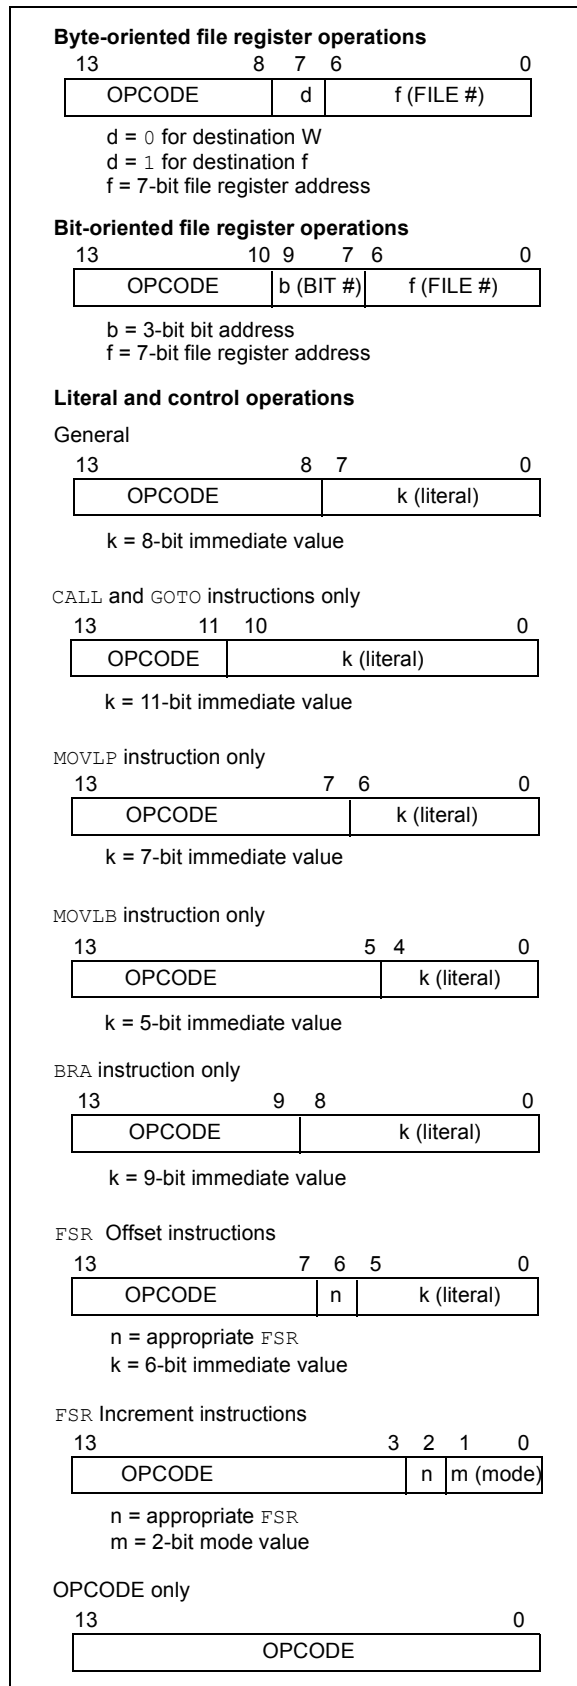 Byte-oriented file register operations
13 8 7 6 0
OPCODE d f (FILE #)
d = 0 for destination W
d = 1 for destination f
f = 7-bit file register address
Bit-oriented file register operations
13 10 9 7 6 0
OPCODE b (BIT #) f (FILE #)
b = 3-bit bit address
f = 7-bit file register address
Literal and control operations
General
13 8 7 0
OPCODE k (literal)
k = 8-bit immediate value
CALL and GOTO instructions only
13 11 10 0
OPCODE k (literal)
k = 11-bit immediate value
MOVLP instruction only
13 7 6 0
OPCODE k (literal)
k = 7-bit immediate value
MOVLB instruction only
13 5 4 0
OPCODE k (literal)
k = 5-bit immediate value
BRA instruction only
13 9 8 0
OPCODE k (literal)
k = 9-bit immediate value
FSR Offset instructions
13 7 6 5 0
OPCODE n k (literal)
n = appropriate FSR
k = 6-bit immediate value
FSR Increment instructions
13 3 2 1 0
OPCODE n m (mode)
n = appropriate FSR
m = 2-bit mode value
OPCODE only
13 0
OPCODE